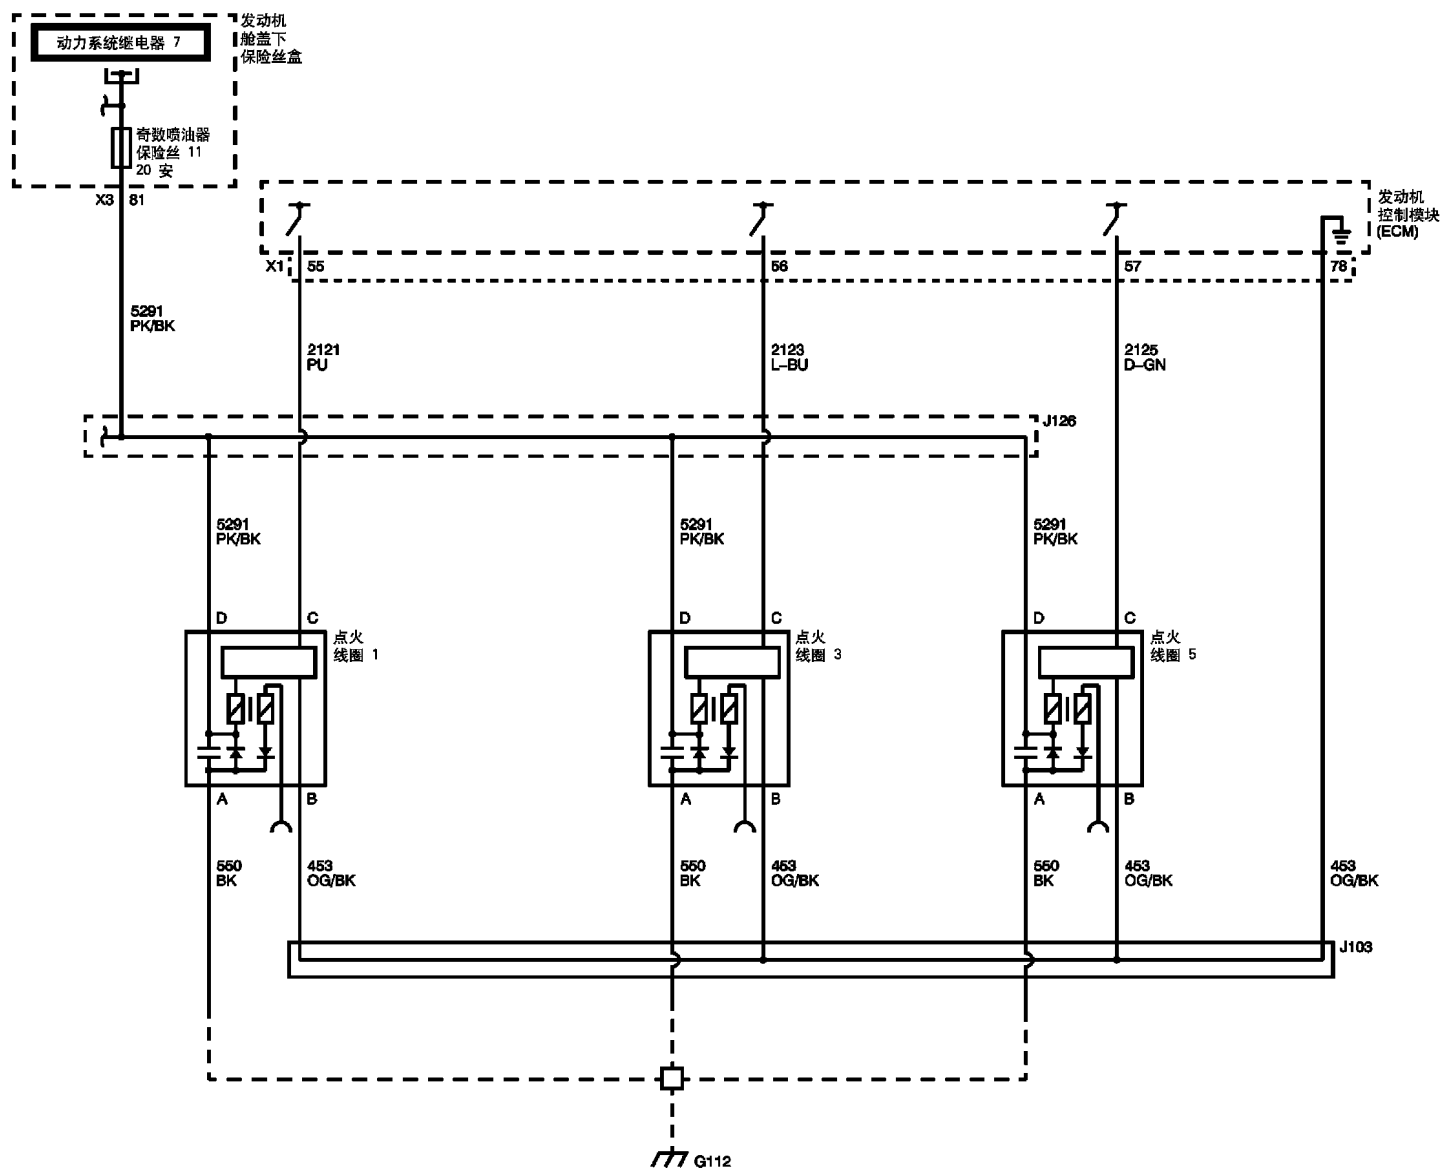 发动机
舱盖下
保险丝盒
动力系统继电器 7
奇数喷油器
保险丝 11
20 安
X3 81
发动机
控制模块
(ECM)
X1 55
56
57
78
5291
PK/BK
2121
PU
2123
L-BU
2125
D-GN
J126
5291
PK/BK
5291
PK/BK
5291
PK/BK
D
C
D
C
D
C
点火
线圈 1
点火
线圈 3
点火
线圈 5
A
B
A
B
A
B
550
BK
453
OG/BK
550
BK
453
OG/BK
550
BK
453
OG/BK
453
OG/BK
J103
G112